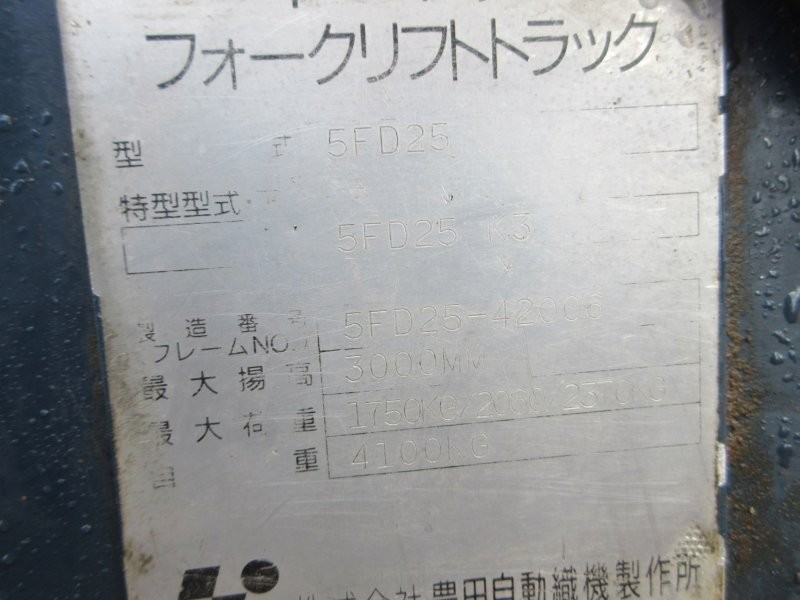 フォークリフトトラック
型 式 5FD25
特型型式
5FD25 K3
製造番号 5FD25-42006
フレームNO.
最大揚高 3000MM
最大荷重 1750KG/2080/2370KG
自重 4100KG
株式会社 豊田自動織機製作所